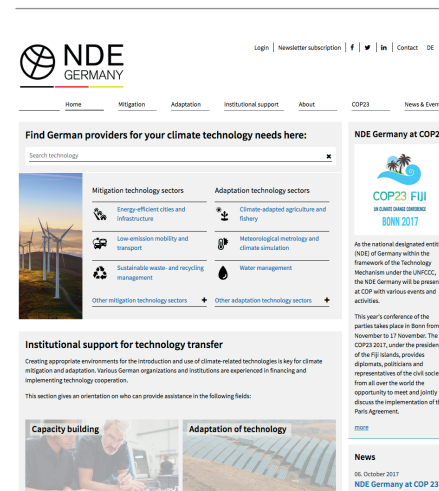 Login | Newsletter subscription | f | in | Contact DE
NDE
GERMANY
Home Mitigation Adaptation Institutional support About COP23 News & Even
Find German providers for your climate technology needs here:
Search technology
Mitigation technology sectors
Energy-efficient cities and
infrastructure
Low-emission mobility and
transport
Sustainable waste- and recycling
management
Other mitigation technology sectors +
Adaptation technology sectors
Climate-adapted agriculture and
fishery
Meteorological metrology and
climate simulation
Water management
Other adaptation technology sectors +
Institutional support for technology transfer
Creating appropriate environments for the introduction and use of climate-related technologies is key for climate
mitigation and adaptation. Various German organizations and institutions are experienced in financing and
implementing technology cooperation.
This section gives an orientation on who can provide assistance in the following fields:
Capacity building
Adaptation of technology
NDE Germany at COP2
COP23 FIJI
UN CLIMATE CHANGE CONFERENCE
BONN 2017
As the national designated entit
(NDE) of Germany within the
framework of the Technology
Mechanism under the UNFCCC,
the NDE Germany will be presen
at COP with various events and
activities.
This year's conference of the
parties takes place in Bonn from
November to 17 November. The
COP23 2017, under the presiden
of the Fiji Islands, provides
diplomats, politicians and
representatives of the civil socie
from all over the world the
opportunity to meet and jointly
discuss the implementation of th
Paris Agreement.
more
News
06. October 2017
NDE Germany at COP 23